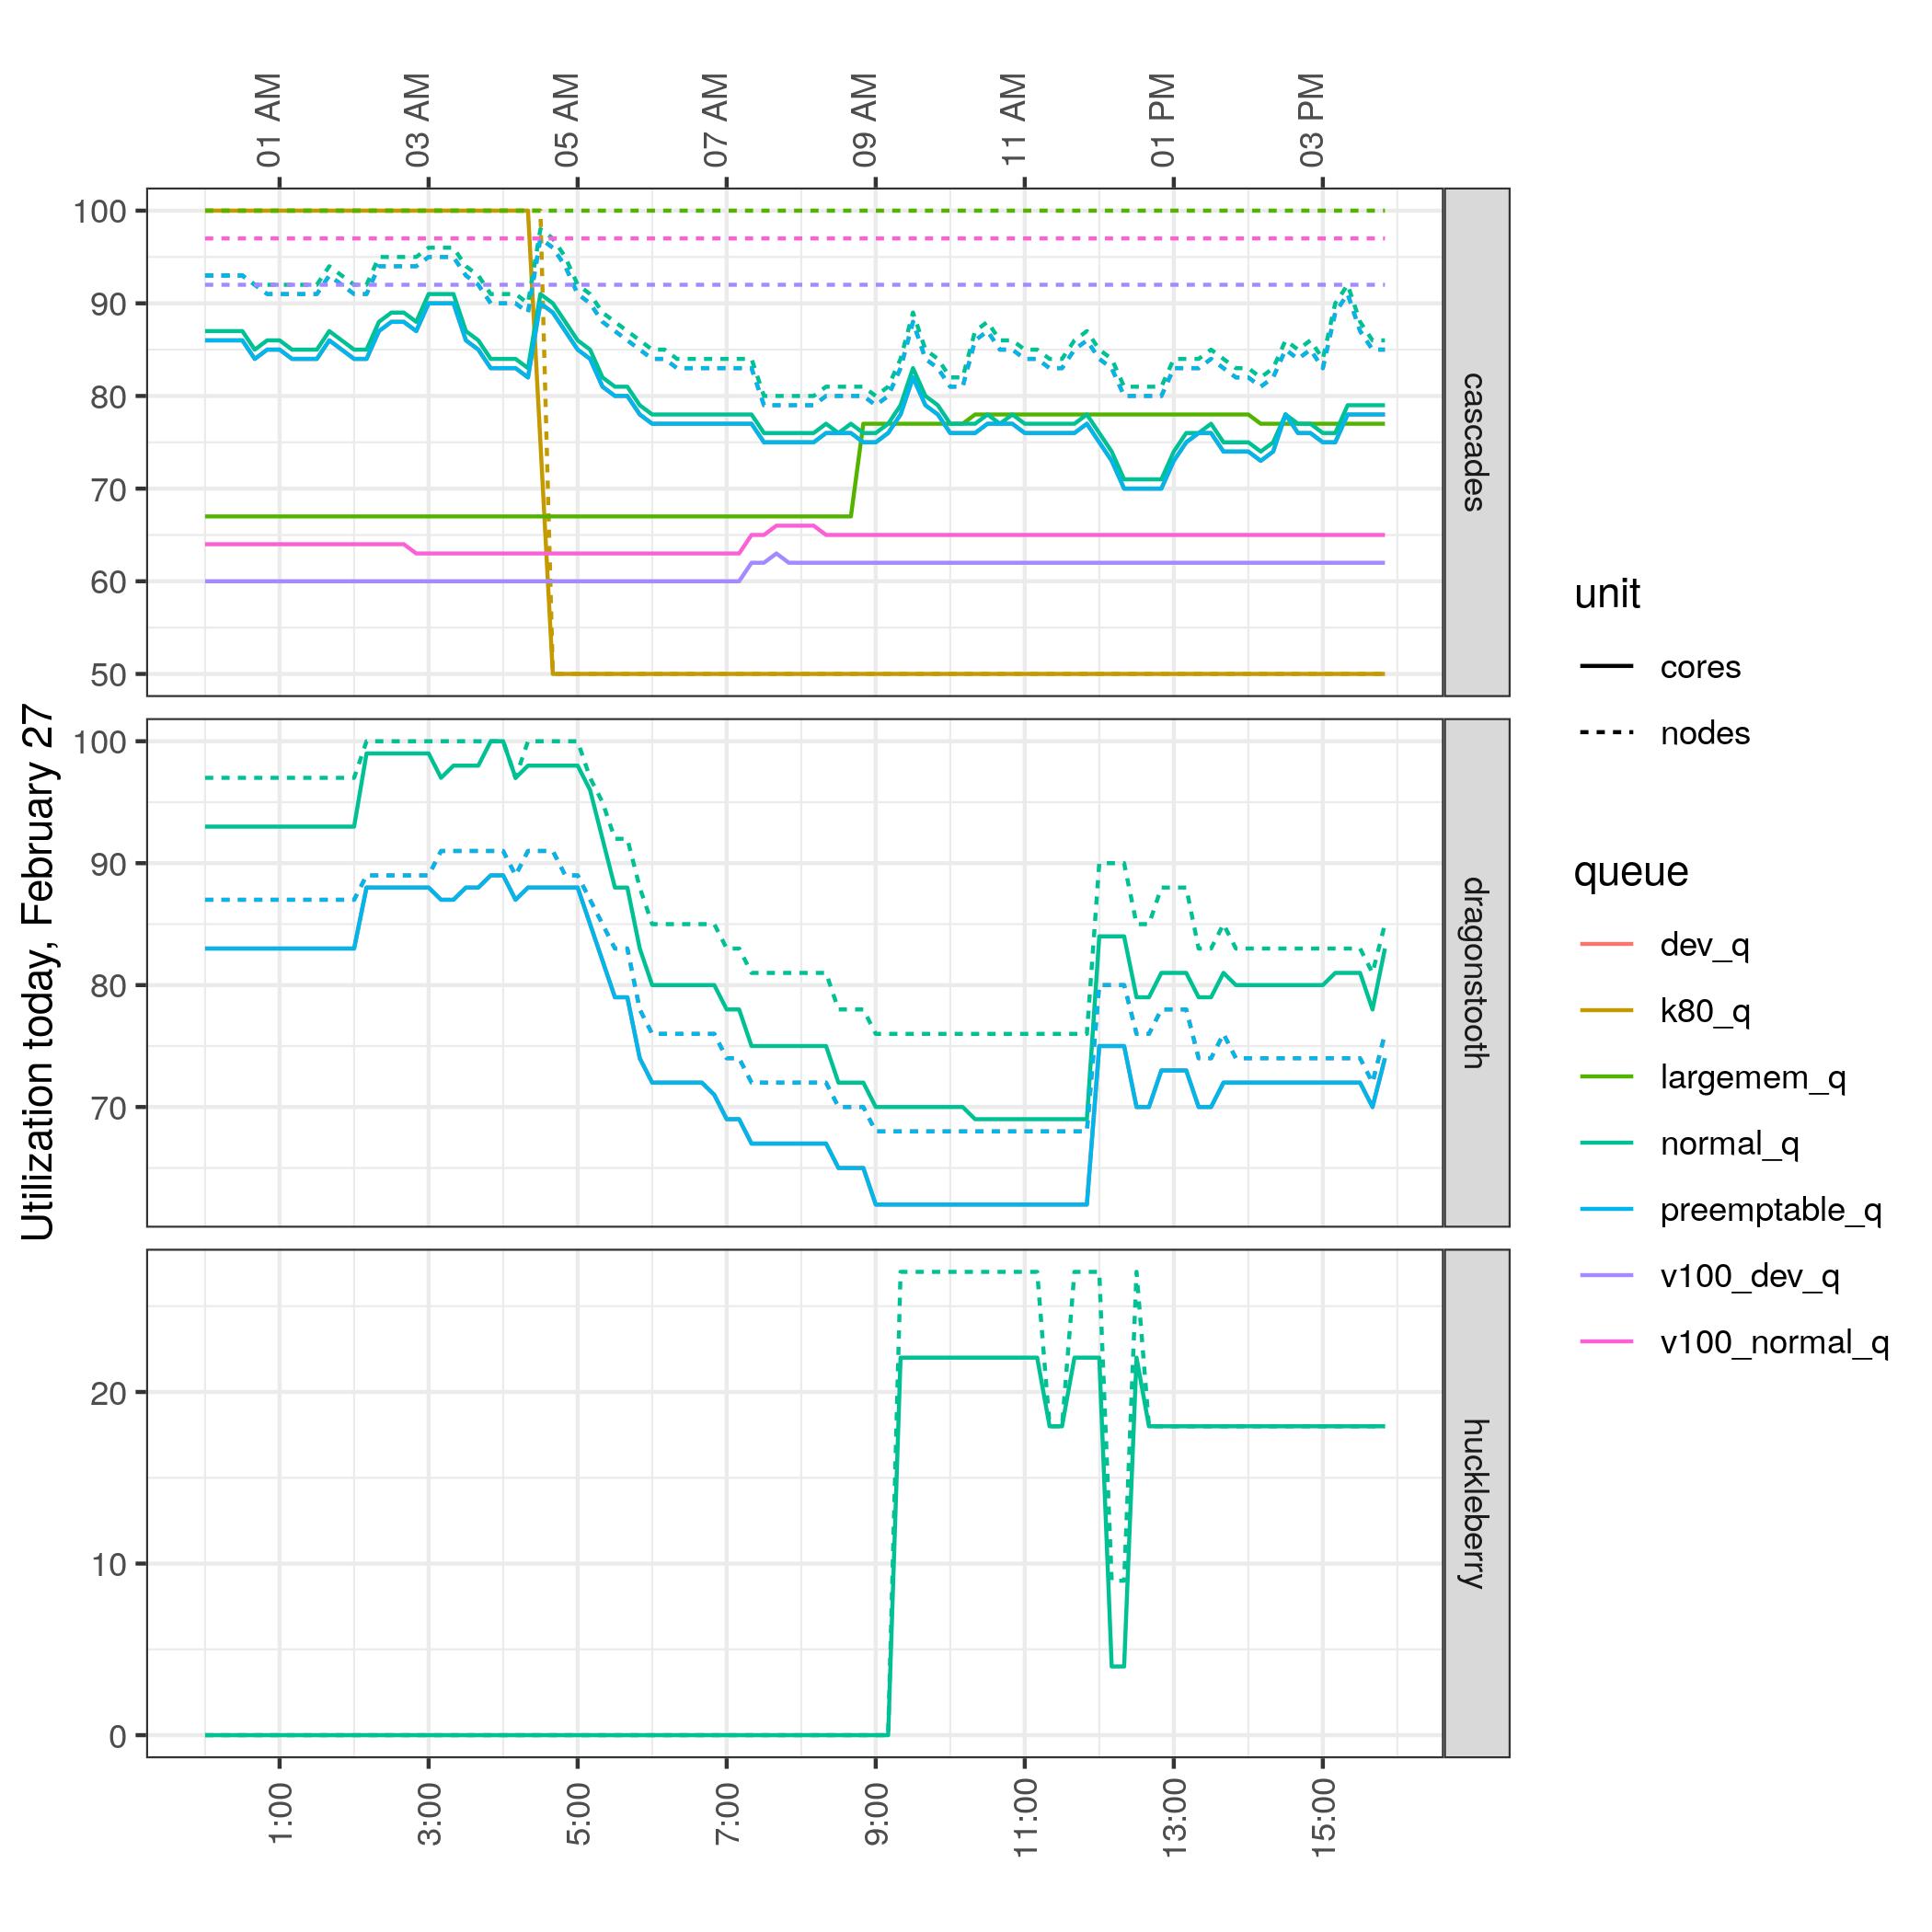 01 AM
03 AM
05 AM
07 AM
09 AM
11 AM
01 PM
03 PM
Utilization today, February 27
100
90
80
70
60
50
cascades
100
90
80
70
dragonstooth
20
10
0
huckleberry
1:00
3:00
5:00
7:00
9:00
11:00
13:00
15:00
unit
cores
nodes
queue
dev_q
k80_q
largemem_q
normal_q
preemptable_q
v100_dev_q
v100_normal_q